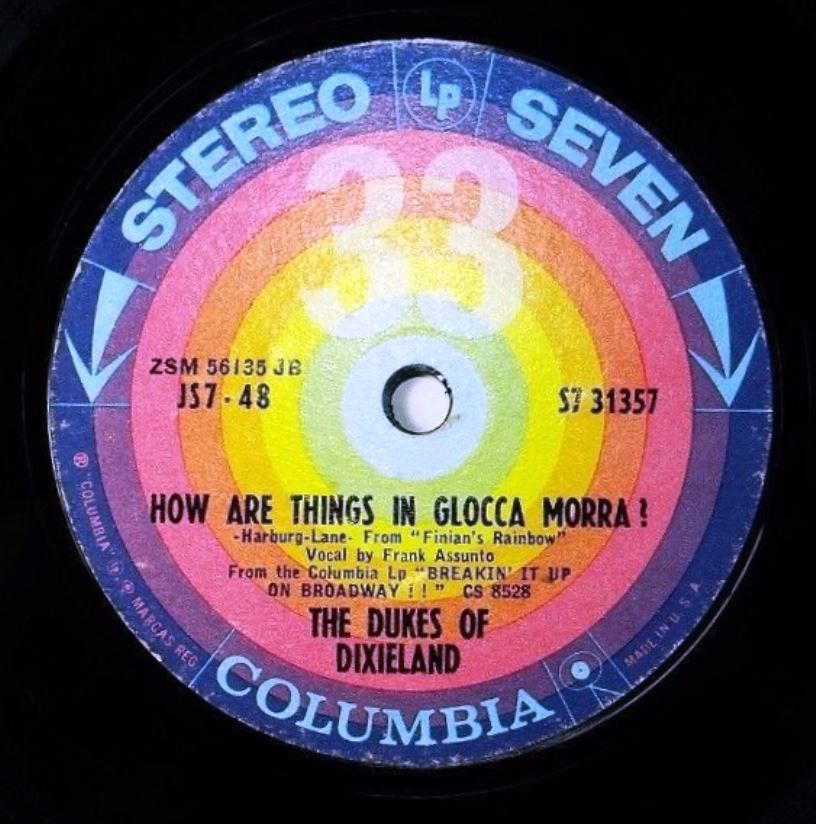 STEREO Lp SEVEN
33
ZSM 56135 JB
JS7-48
S7 31357
HOW ARE THINGS IN GLOCCA MORRA?
-Harburg-Lane- From "Finian's Rainbow"
Vocal by Frank Assunto
From the Columbia Lp "BREAKIN' IT UP
ON BROADWAY!!" CS 8528
THE DUKES OF
DIXIELAND
® "COLUMBIA"
MARCAS REG
COLUMBIA
MADE IN U.S.A